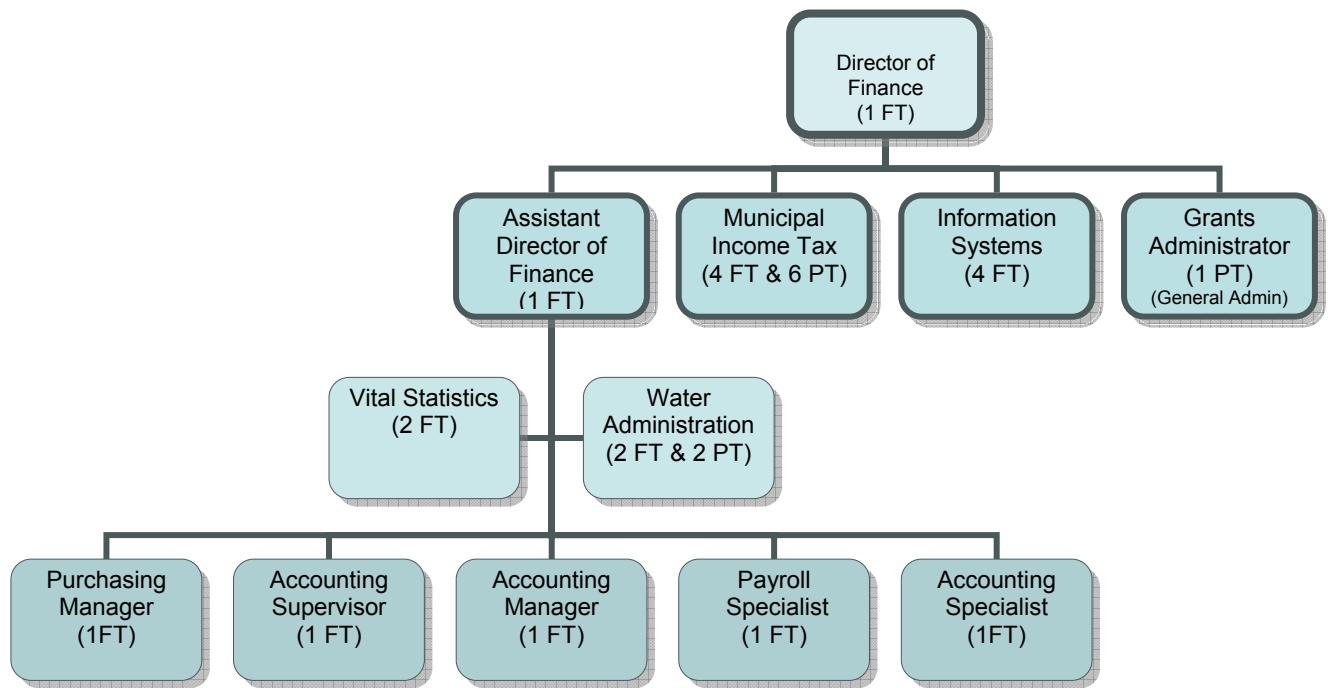 Director of
Finance
(1 FT)
Assistant
Director of
Finance
(1 FT)
Municipal
Income Tax
(4 FT & 6 PT)
Information
Systems
(4 FT)
Grants
Administrator
(1 PT)
(General Admin)
Vital Statistics
(2 FT)
Water
Administration
(2 FT & 2 PT)
Purchasing
Manager
(1FT)
Accounting
Supervisor
(1 FT)
Accounting
Manager
(1 FT)
Payroll
Specialist
(1 FT)
Accounting
Specialist
(1FT)